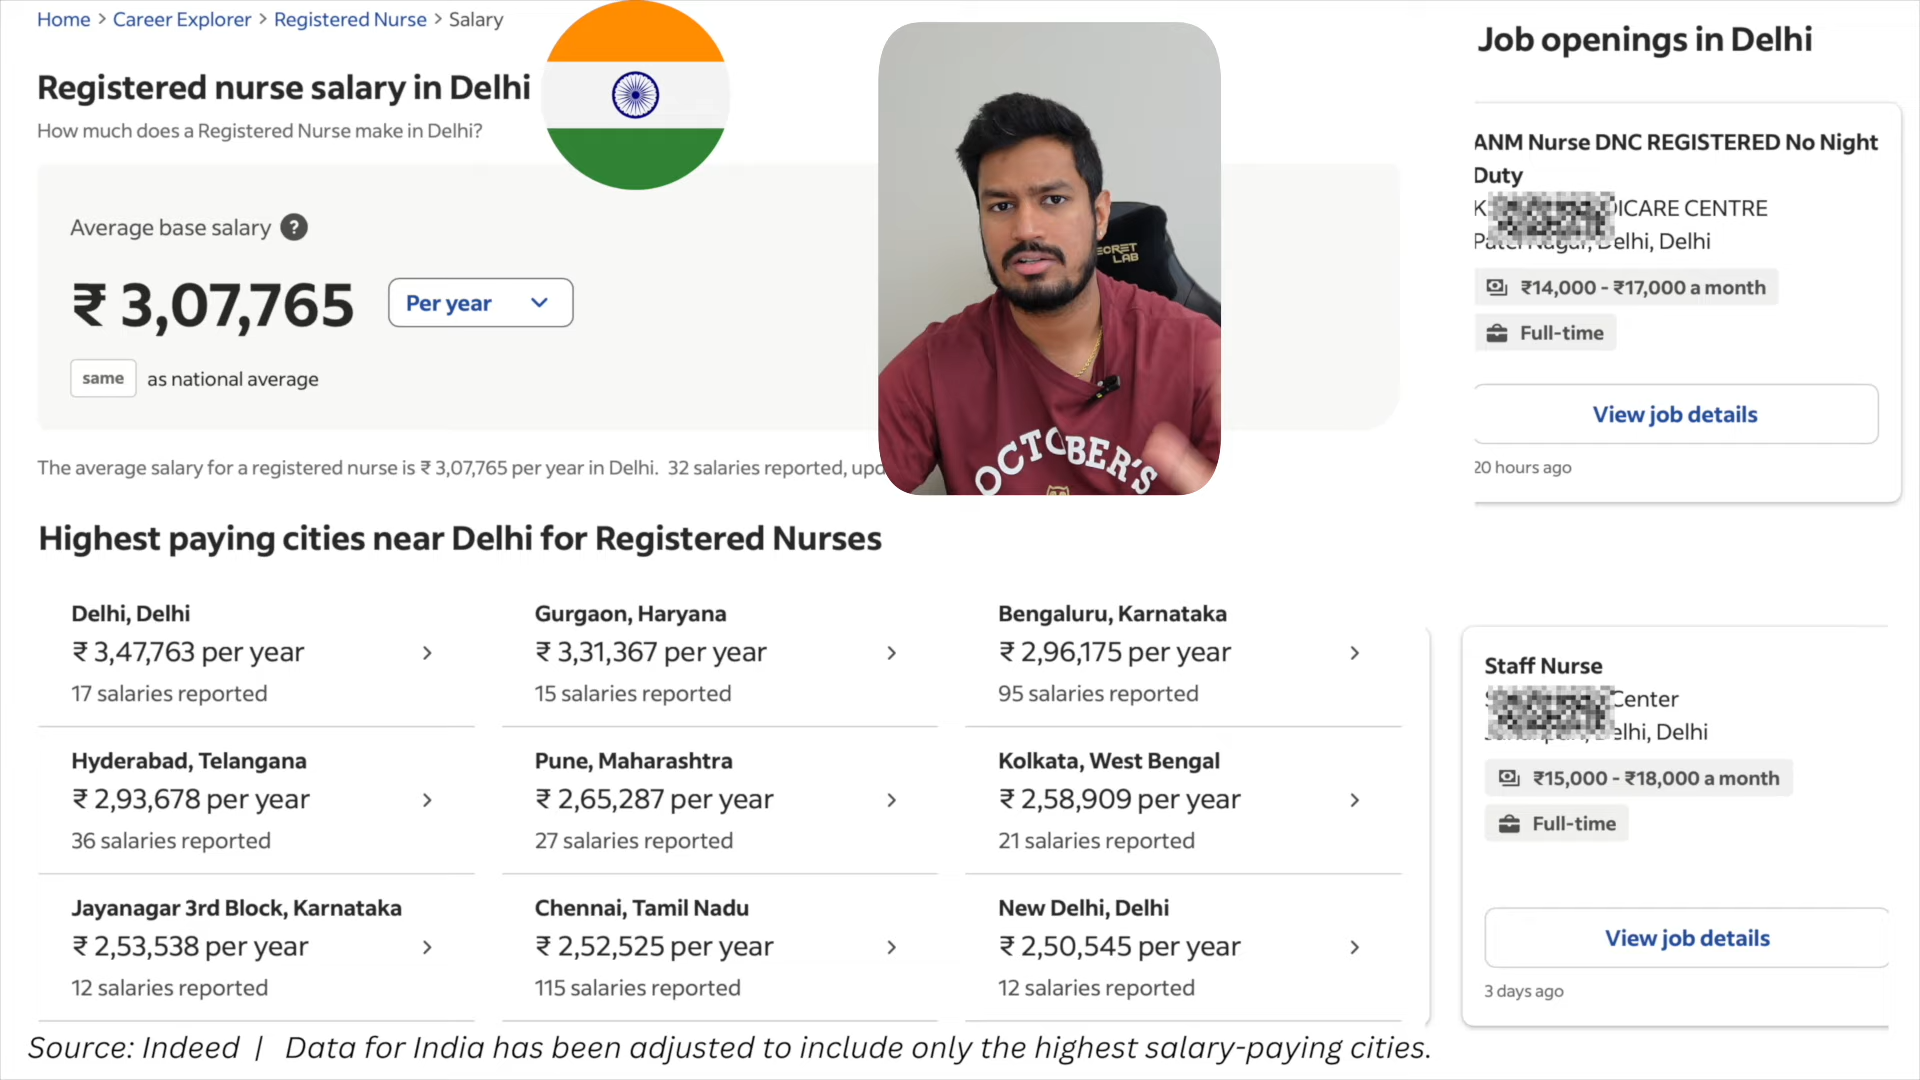 Home > Career Explorer > Registered Nurse > Salary
Registered nurse salary in Delhi
How much does a Registered Nurse make in Delhi?
Average base salary ?
₹ 3,07,765
Per year
same as national average
The average salary for a registered nurse is ₹ 3,07,765 per year in Delhi. 32 salaries reported,
Highest paying cities near Delhi for Registered Nurses
Delhi, Delhi
₹ 3,47,763 per year
17 salaries reported
Gurgaon, Haryana
₹ 3,31,367 per year
15 salaries reported
Bengaluru, Karnataka
₹ 2,96,175 per year
95 salaries reported
Hyderabad, Telangana
₹ 2,93,678 per year
36 salaries reported
Pune, Maharashtra
₹ 2,65,287 per year
27 salaries reported
Kolkata, West Bengal
₹ 2,58,909 per year
21 salaries reported
Jayanagar 3rd Block, Karnataka
₹ 2,53,538 per year
12 salaries reported
Chennai, Tamil Nadu
₹ 2,52,525 per year
115 salaries reported
New Delhi, Delhi
₹ 2,50,545 per year
12 salaries reported
Source: Indeed | Data for India has been adjusted to include only the highest salary-paying cities.
LAB
OCTOBER'S
Job openings in Delhi
ANM Nurse DNC REGISTERED No Night
Duty
CENTRE
Delhi, Delhi
₹14,000 - ₹17,000 a month
Full-time
View job details
20 hours ago
Staff Nurse
Center
Delhi
₹15,000 - ₹18,000 a month
Full-time
View job details
3 days ago